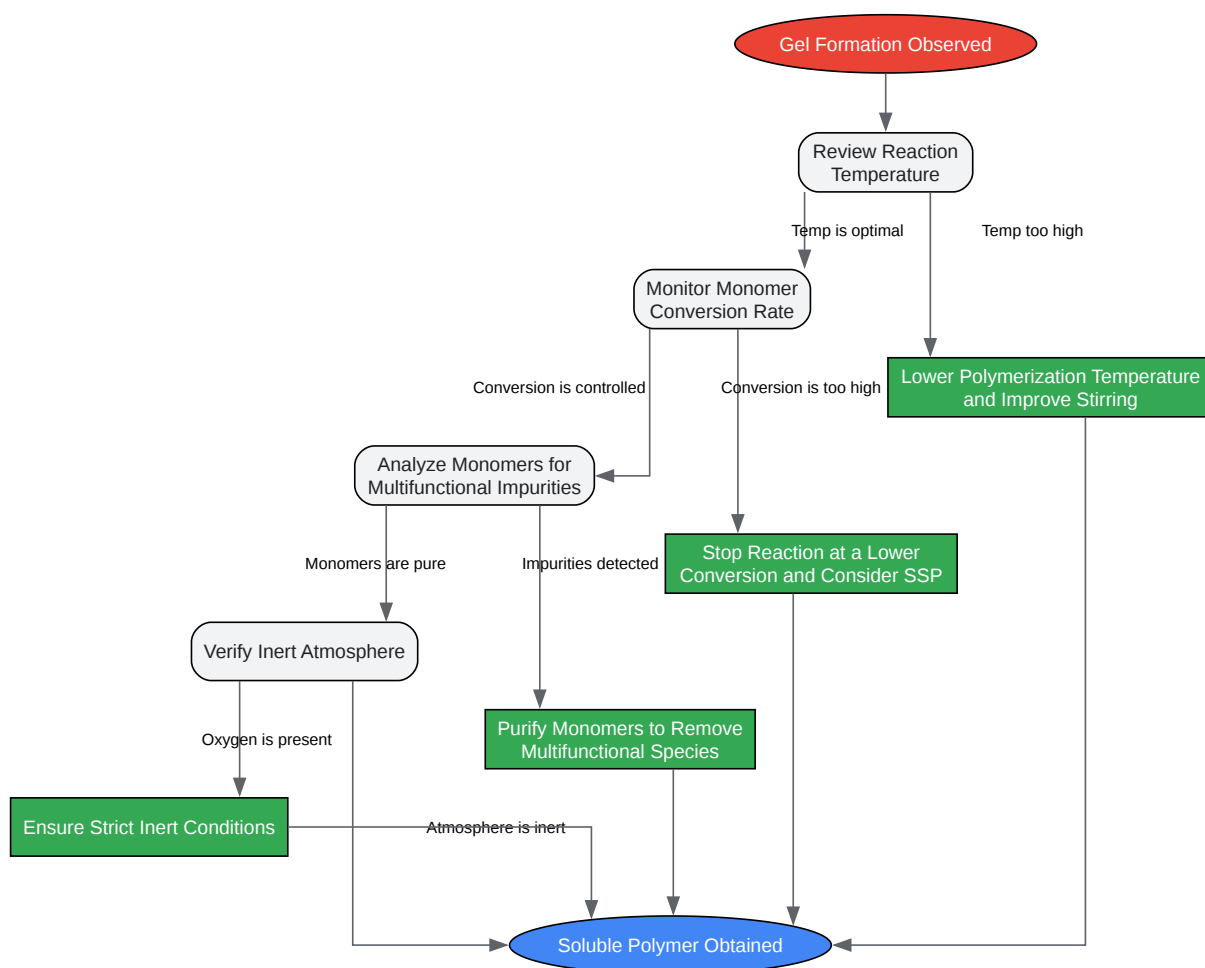 Gel Formation Observed
Review Reaction
Temperature
Temp is optimal
Temp too high
Monitor Monomer
Conversion Rate
Lower Polymerization Temperature
and Improve Stirring
Conversion is controlled
Conversion is too high
Analyze Monomers for
Multifunctional Impurities
Stop Reaction at a Lower
Conversion and Consider SSP
Monomers are pure
Impurities detected
Verify Inert Atmosphere
Purify Monomers to Remove
Multifunctional Species
Oxygen is present
Ensure Strict Inert Conditions
Atmosphere is inert
Soluble Polymer Obtained